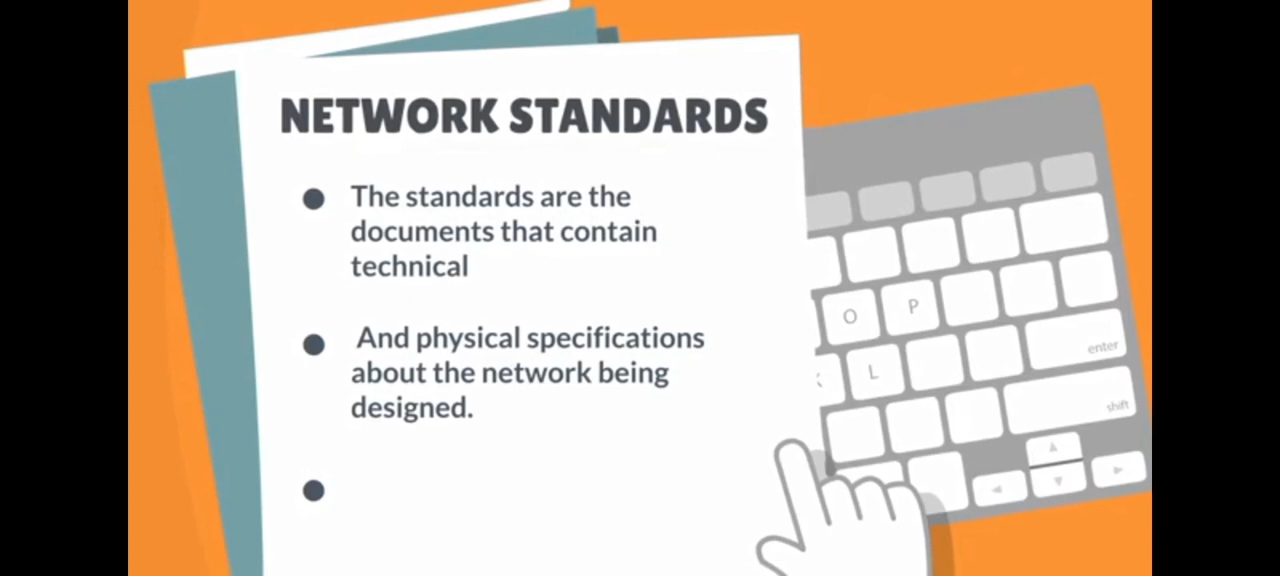 NETWORK STANDARDS
● The standards are the
documents that contain
technical
● And physical specifications
about the network being
designed.
●
O P
L
enter
shift